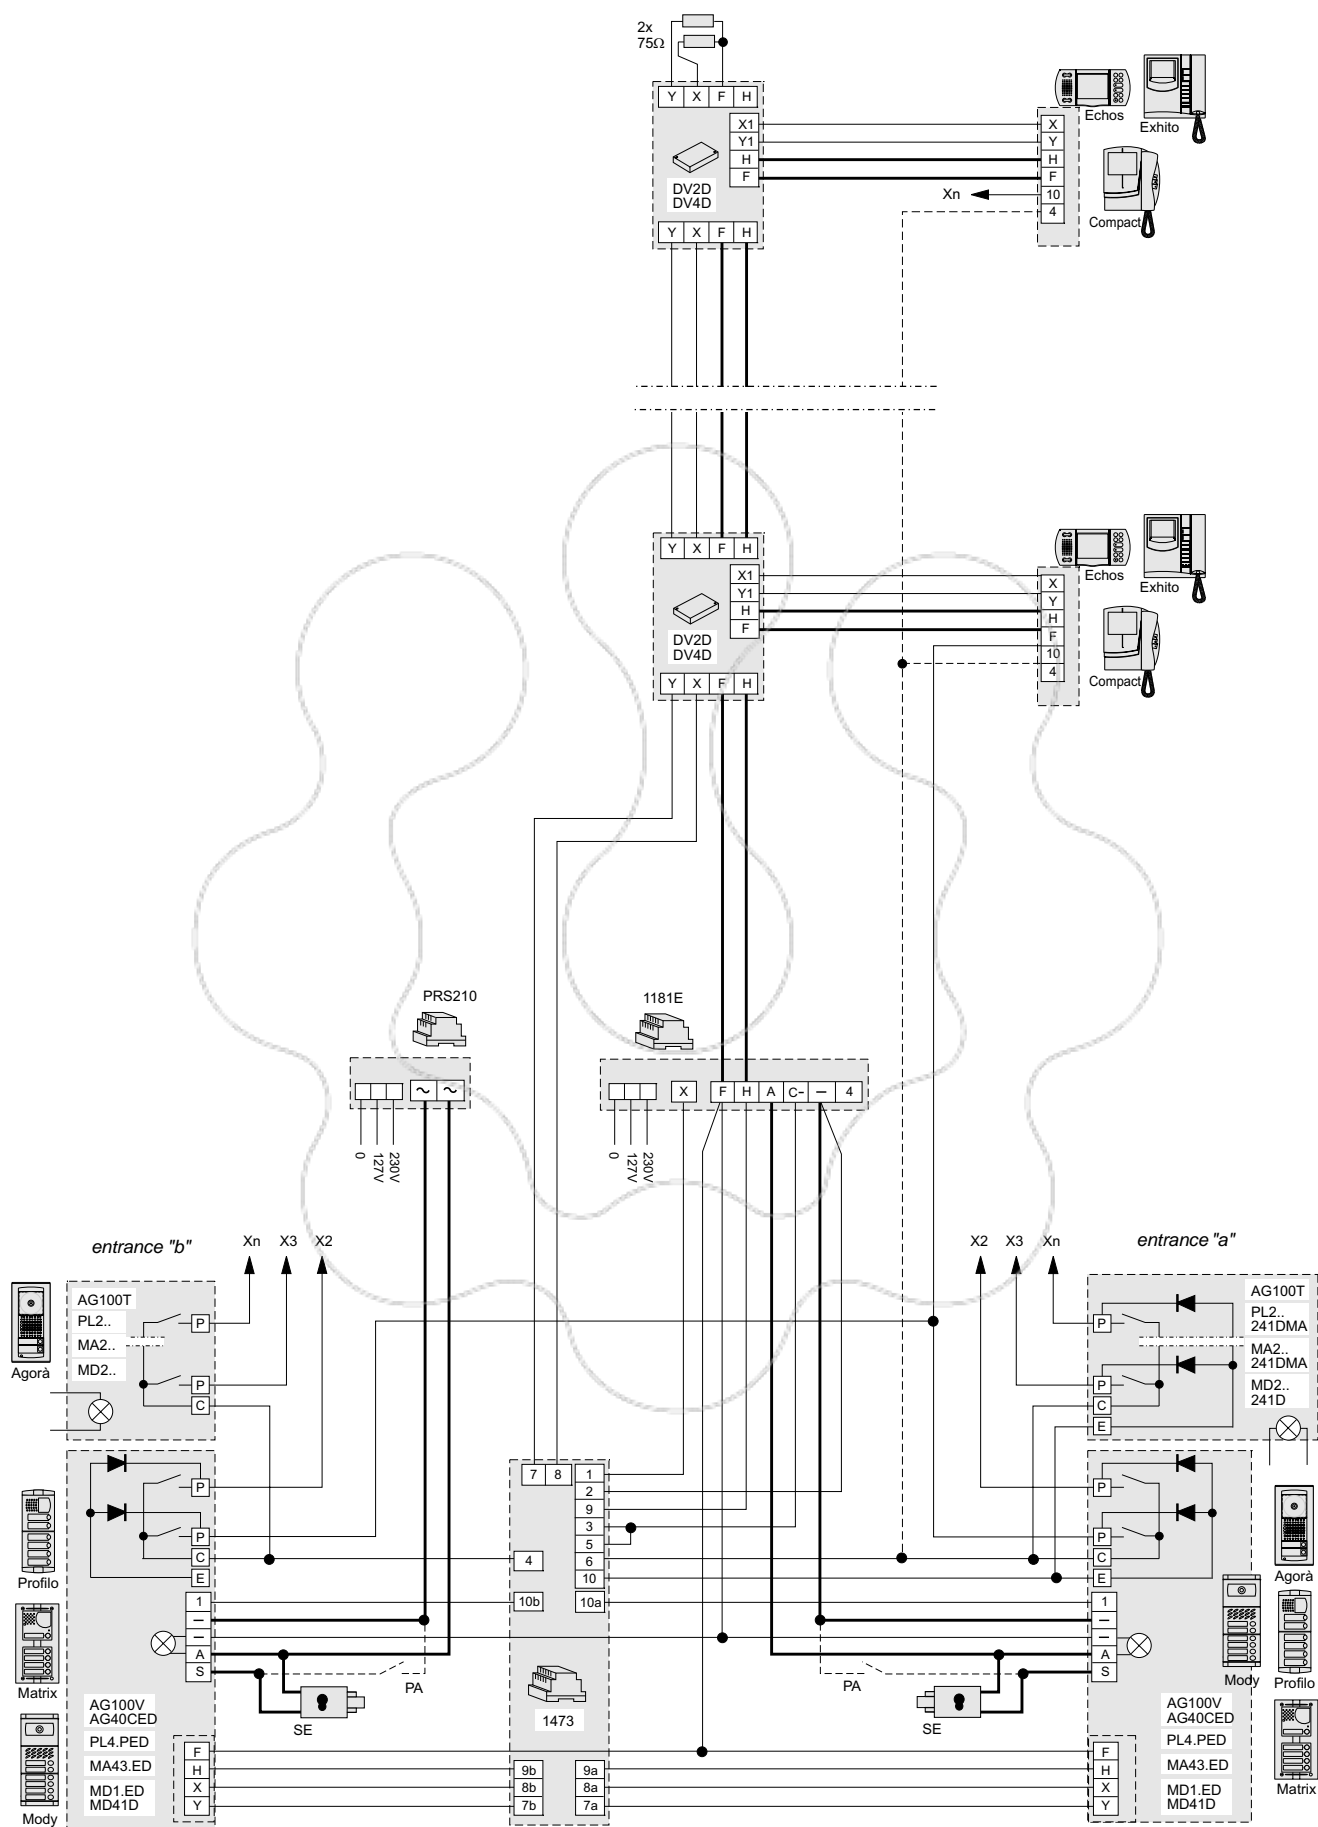 2x
75Ω
Y X F H
X1
Y1
H
F
DV2D
DV4D
Y X F H
X
Y
H
F
10
4
Xn
Echos
Exhito
Compact
Y X F H
X1
Y1
H
F
DV2D
DV4D
Y X F H
X
Y
H
F
10
4
Echos
Exhito
Compact
PRS210
~ ~
0
127V
230V
1181E
X F H A C- — 4
0
127V
230V
entrance "b"
Xn X3 X2
AG100T
PL2..
MA2..
MD2..
P
P
C
Agorà
P
P
C
E
1
—
—
A
S
Profilo
Matrix
Mody
AG100V
AG40CED
PL4.PED
MA43.ED
MD1.ED
MD41D
F
H
X
Y
SE
PA
7 8
1
2
9
3
5
6
10
4
10b
10a
1473
9b
8b
7b
9a
8a
7a
entrance "a"
X2 X3 Xn
AG100T
PL2..
241DMA
MA2..
241DMA
MD2..
241D
P
P
C
E
P
P
C
E
1
—
—
A
S
Agorà
Mody
Profilo
Matrix
PA
SE
AG100V
AG40CED
PL4.PED
MA43.ED
MD1.ED
MD41D
F
H
X
Y